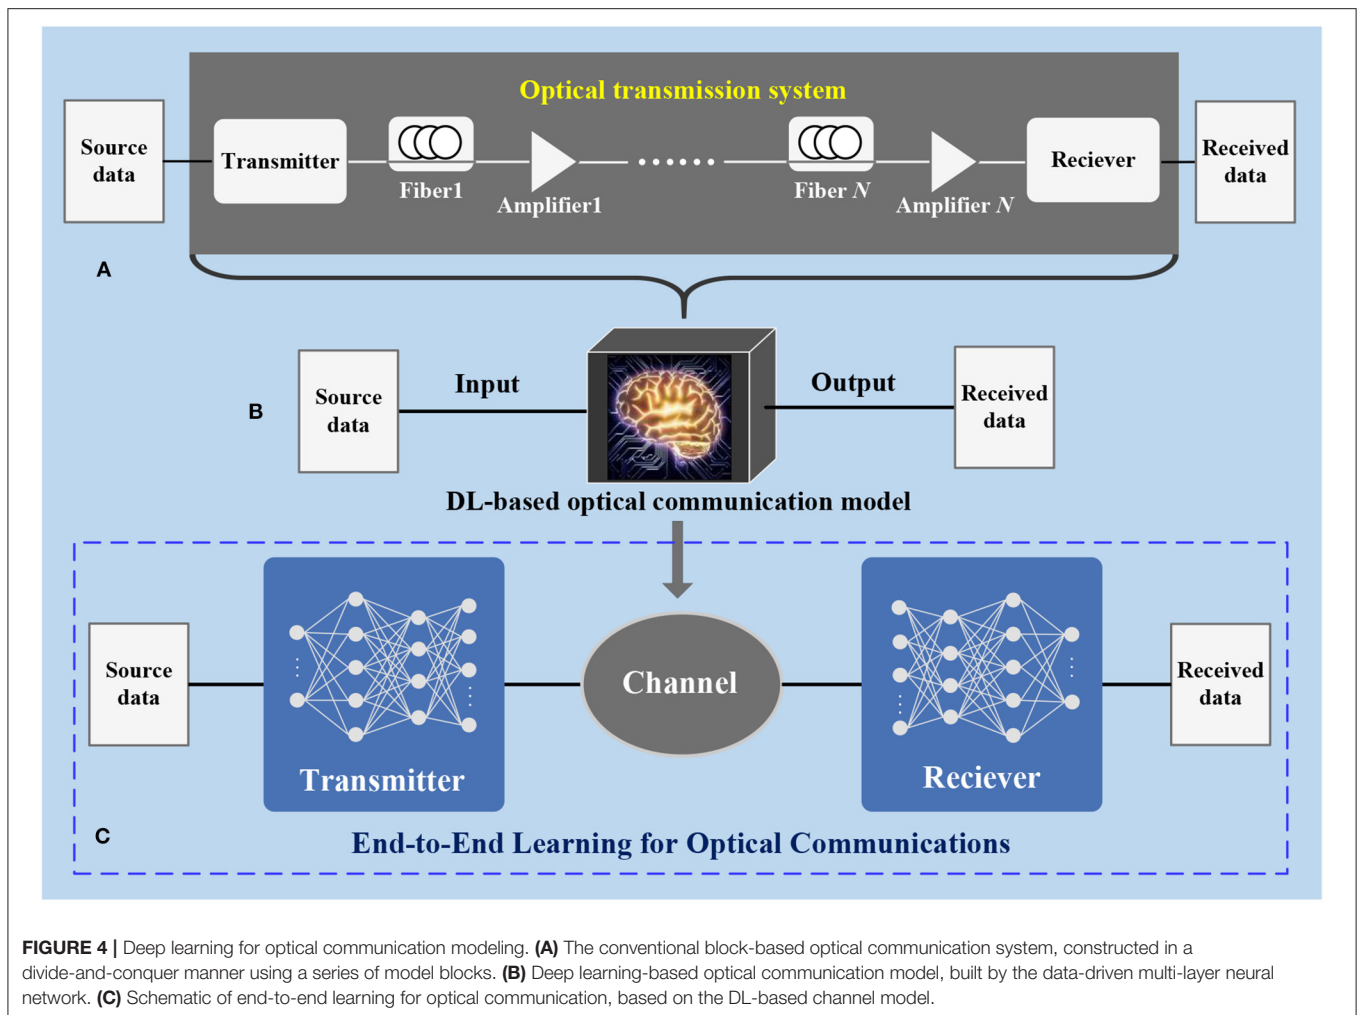 Optical transmission system
Source
data
Transmitter
Fiber1
Amplifier1
Fiber N
Amplifier N
Reciever
Received
data
A
B
Source
data
Input
Output
Received
data
DL-based optical communication model
Source
data
Transmitter
Channel
Reciever
Received
data
C
End-to-End Learning for Optical Communications
FIGURE 4 | Deep learning for optical communication modeling. (A) The conventional block-based optical communication system, constructed in a
divide-and-conquer manner using a series of model blocks. (B) Deep learning-based optical communication model, built by the data-driven multi-layer neural
network. (C) Schematic of end-to-end learning for optical communication, based on the DL-based channel model.